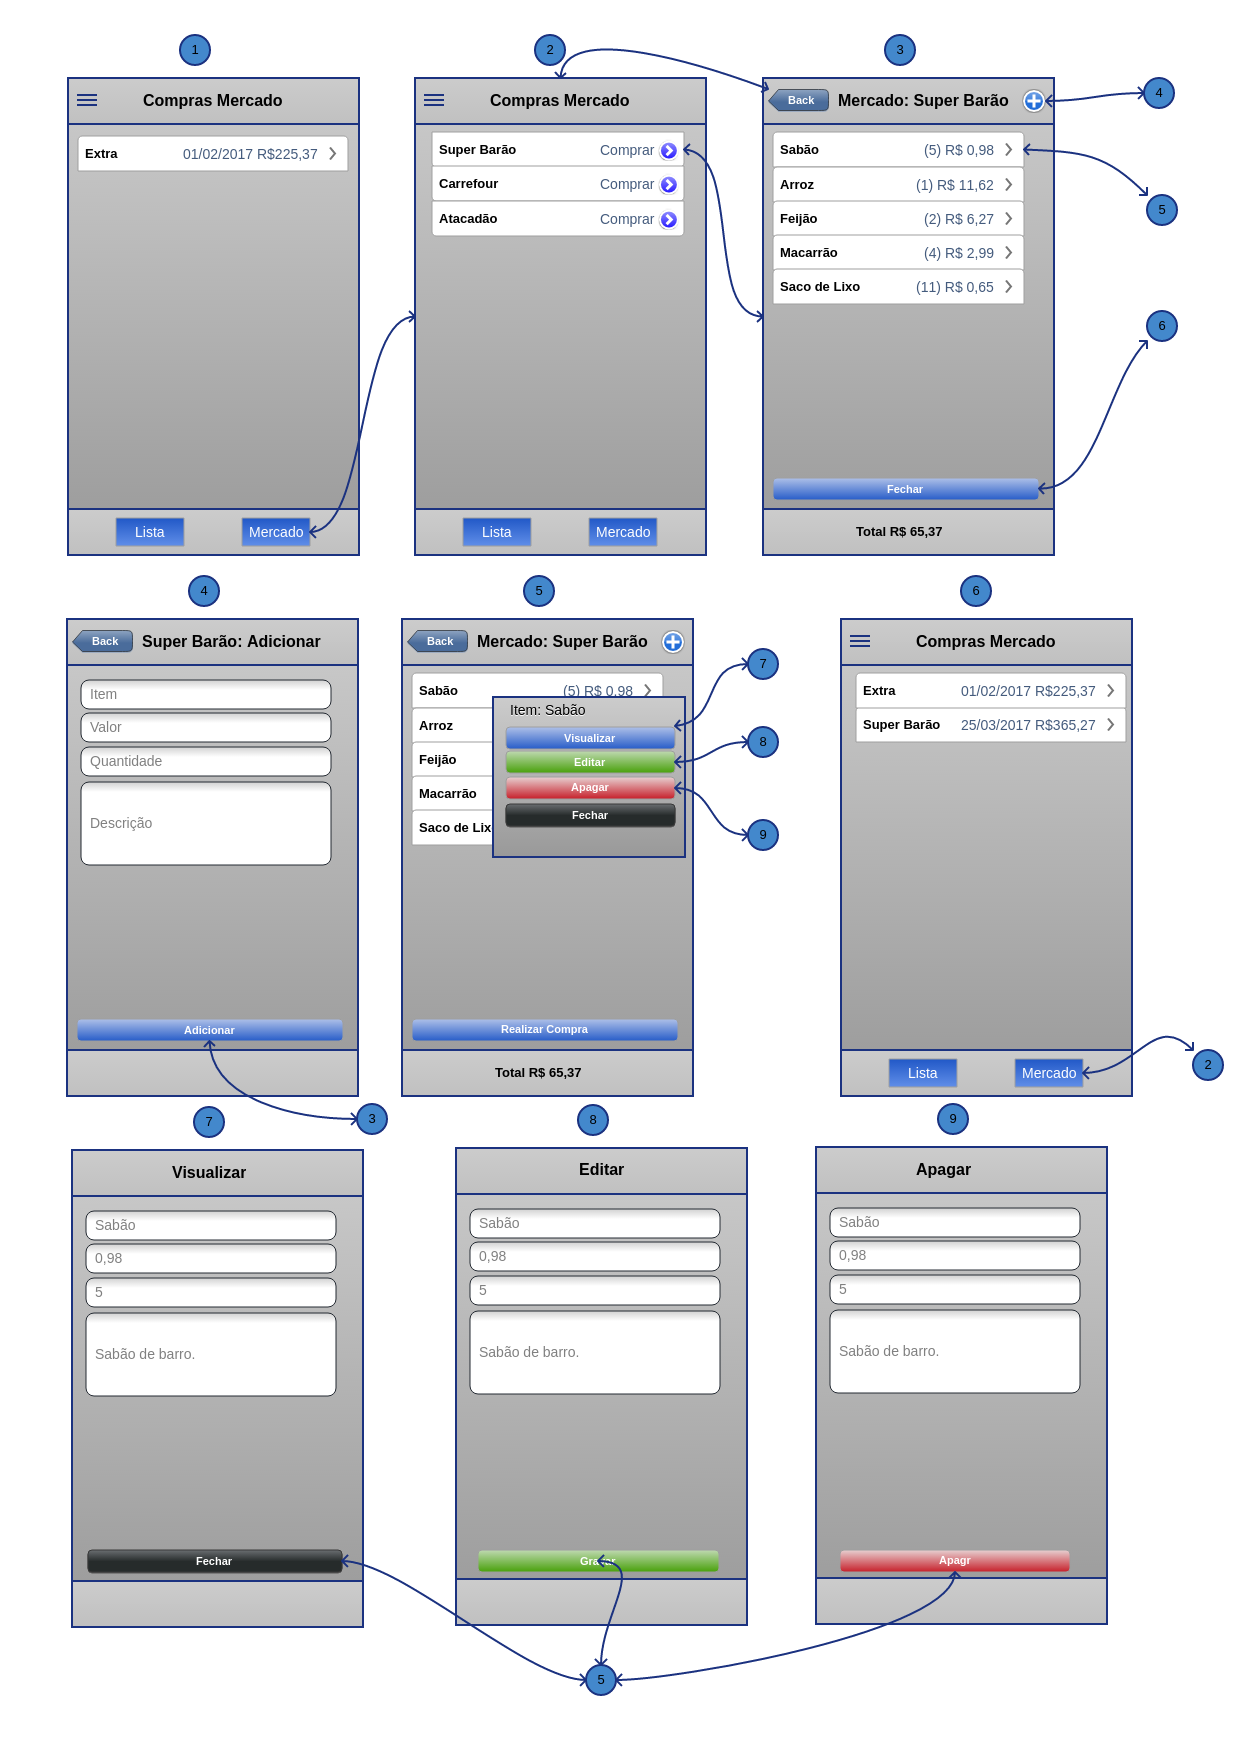 1
2
3
Compras Mercado
Extra 01/02/2017 R$225,37
Lista Mercado
Compras Mercado
Super Barão Comprar
Carrefour Comprar
Atacadão Comprar
Lista Mercado
Back Mercado: Super Barão
Sabão (5) R$ 0,98
Arroz (1) R$ 11,62
Feijão (2) R$ 6,27
Macarrão (4) R$ 2,99
Saco de Lixo (11) R$ 0,65
Fechar
Total R$ 65,37
4
5
6
4
5
6
Back Super Barão: Adicionar
Item
Valor
Quantidade
Descrição
Adicionar
3
Back Mercado: Super Barão
Sabão (5) R$ 0,98
Arroz
Feijão
Macarrão
Saco de Lix
Item: Sabão
Visualizar
Editar
Apagar
Fechar
Realizar Compra
Total R$ 65,37
7
8
9
Compras Mercado
Extra 01/02/2017 R$225,37
Super Barão 25/03/2017 R$365,27
Lista Mercado
2
7
8
9
Visualizar
Sabão
0,98
5
Sabão de barro.
Fechar
Editar
Sabão
0,98
5
Sabão de barro.
Gravar
Apagar
Sabão
0,98
5
Sabão de barro.
Apagr
5